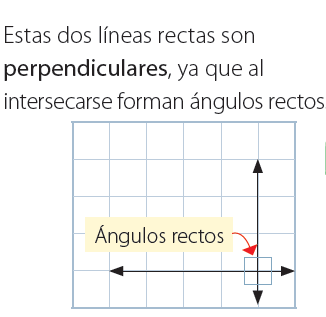 Estas dos líneas rectas son
perpendiculares, ya que al
intersecarse forman ángulos rectos
Ángulos rectos